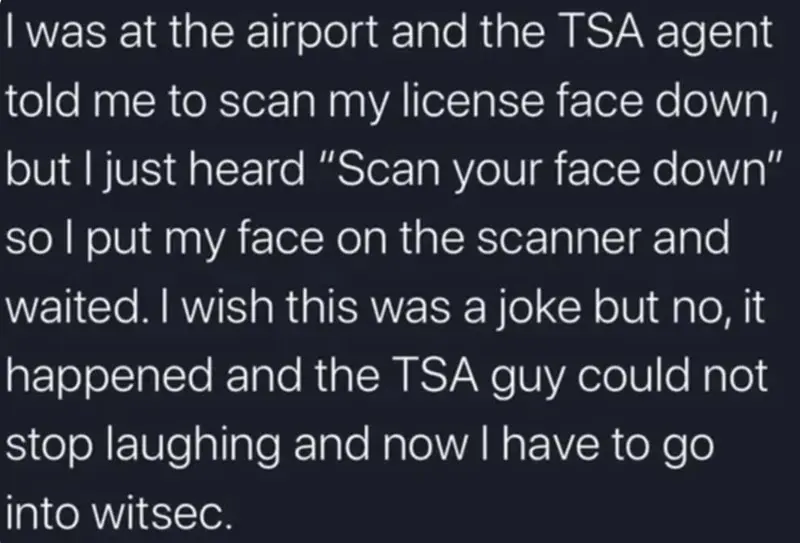 I was at the airport and the TSA agent
told me to scan my license face down,
but I just heard "Scan your face down"
so I put my face on the scanner and
waited. I wish this was a joke but no, it
happened and the TSA guy could not
stop laughing and now I have to go
into witsec.